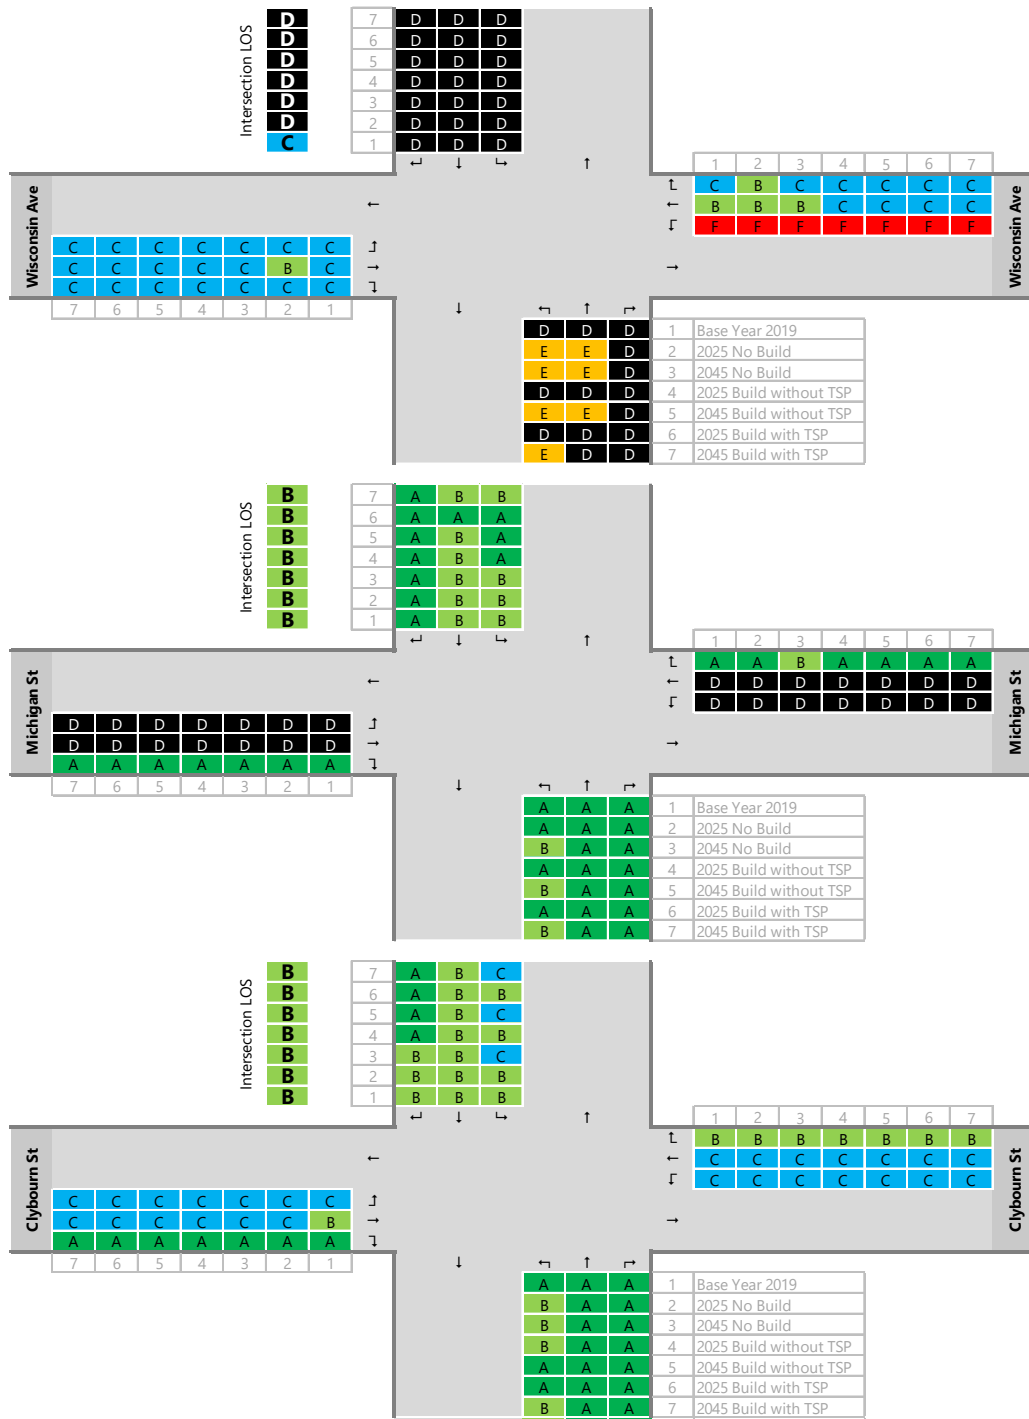 Intersection LOS
D 7 D D D
D 6 D D D
D 5 D D D
D 4 D D D
D 3 D D D
D 2 D D D
C 1 D D D
↵ ↓ ↳ ↑
1 2 3 4 5 6 7
Wisconsin Ave
C B C C C C C
← B B B C C C C
F F F F F F F
Wisconsin Ave
C C C C C C C
C C C C C B C → →
C C C C C C C
7 6 5 4 3 2 1
↓ ↰ ↑ ↱
D D D 1 Base Year 2019
E E D 2 2025 No Build
E E D 3 2045 No Build
D D D 4 2025 Build without TSP
E E D 5 2045 Build without TSP
D D D 6 2025 Build with TSP
E D D 7 2045 Build with TSP
Intersection LOS
B 7 A B B
B 6 A A A
B 5 A B A
B 4 A B A
B 3 A B B
B 2 A B B
B 1 A B B
↵ ↓ ↳ ↑
1 2 3 4 5 6 7
Michigan St
A A B A A A A
← D D D D D D D
D D D D D D D
Michigan St
D D D D D D D
D D D D D D D → →
A A A A A A A
7 6 5 4 3 2 1
↓ ↰ ↑ ↱
A A A 1 Base Year 2019
A A A 2 2025 No Build
B A A 3 2045 No Build
A A A 4 2025 Build without TSP
B A A 5 2045 Build without TSP
A A A 6 2025 Build with TSP
B A A 7 2045 Build with TSP
Intersection LOS
B 7 A B C
B 6 A B B
B 5 A B C
B 4 A B B
B 3 B B C
B 2 B B B
B 1 B B B
↵ ↓ ↳ ↑
1 2 3 4 5 6 7
Clybourn St
B B B B B B B
← C C C C C C C
C C C C C C C
Clybourn St
C C C C C C C
C C C C C C B → →
A A A A A A A
7 6 5 4 3 2 1
↓ ↰ ↑ ↱
A A A 1 Base Year 2019
B A A 2 2025 No Build
B A A 3 2045 No Build
B A A 4 2025 Build without TSP
A A A 5 2045 Build without TSP
A A A 6 2025 Build with TSP
B A A 7 2045 Build with TSP